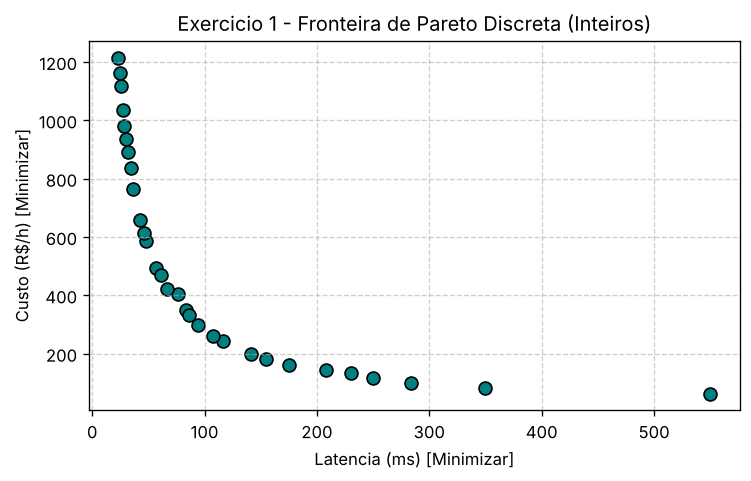 Exercicio 1 - Fronteira de Pareto Discreta (Inteiros)
Custo (R$/h) [Minimizar]
1200
1000
800
600
400
200
0 100 200 300 400 500
Latencia (ms) [Minimizar]